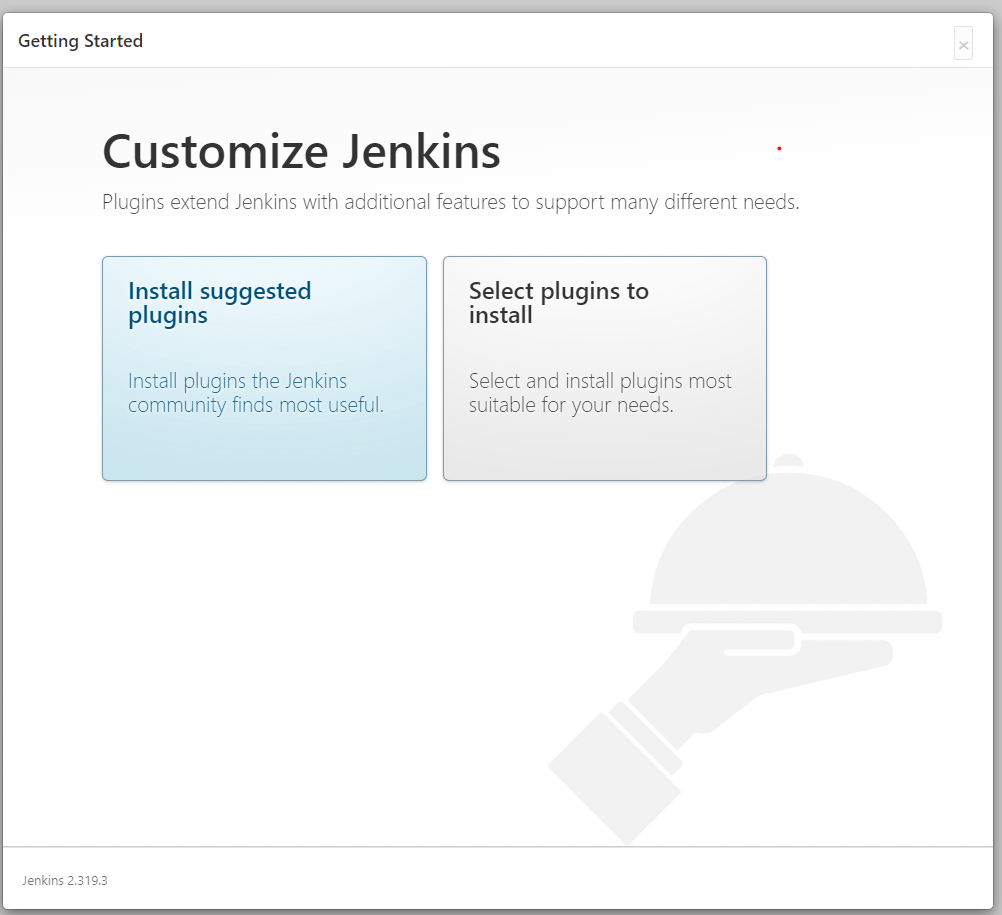 Getting Started
×
Customize Jenkins
Plugins extend Jenkins with additional features to support many different needs.
Install suggested
plugins
Install plugins the Jenkins
community finds most useful.
Select plugins to
install
Select and install plugins most
suitable for your needs.
Jenkins 2.319.3